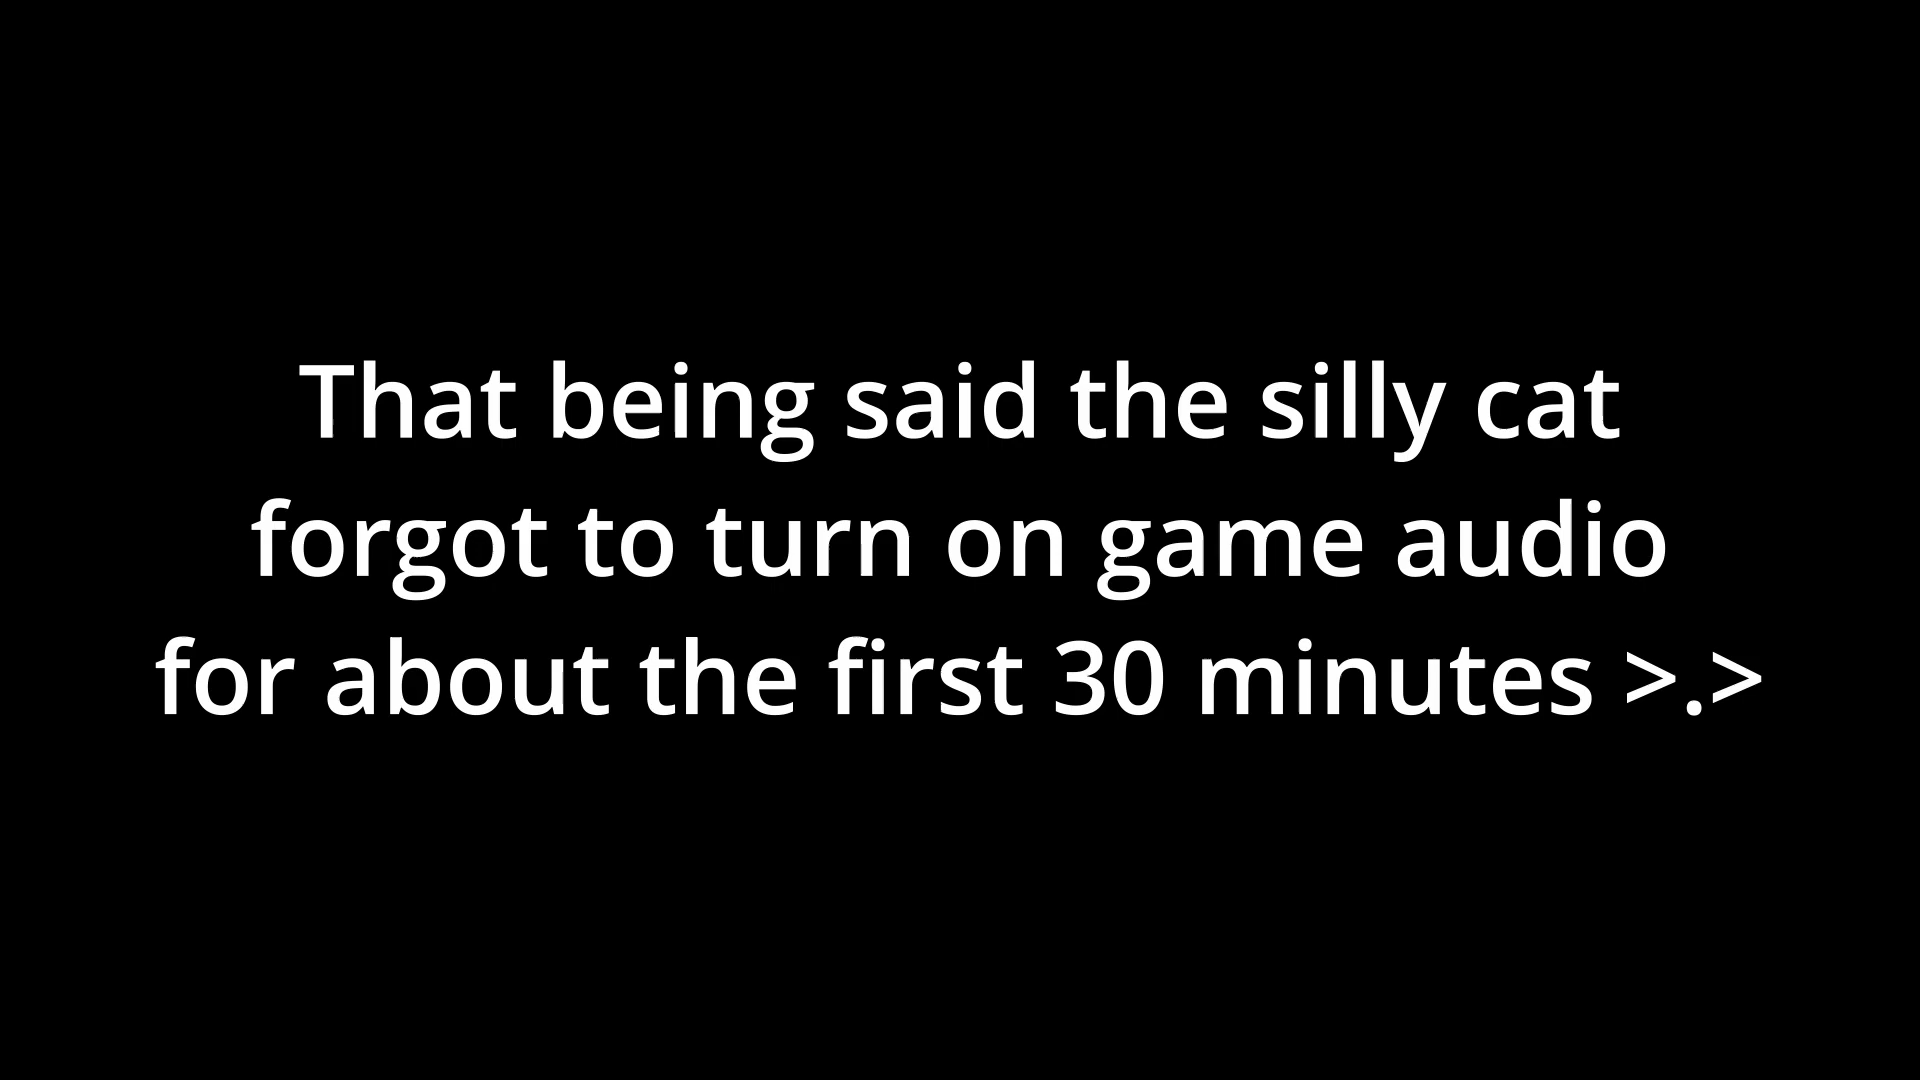 That being said the silly cat
forgot to turn on game audio
for about the first 30 minutes >.>